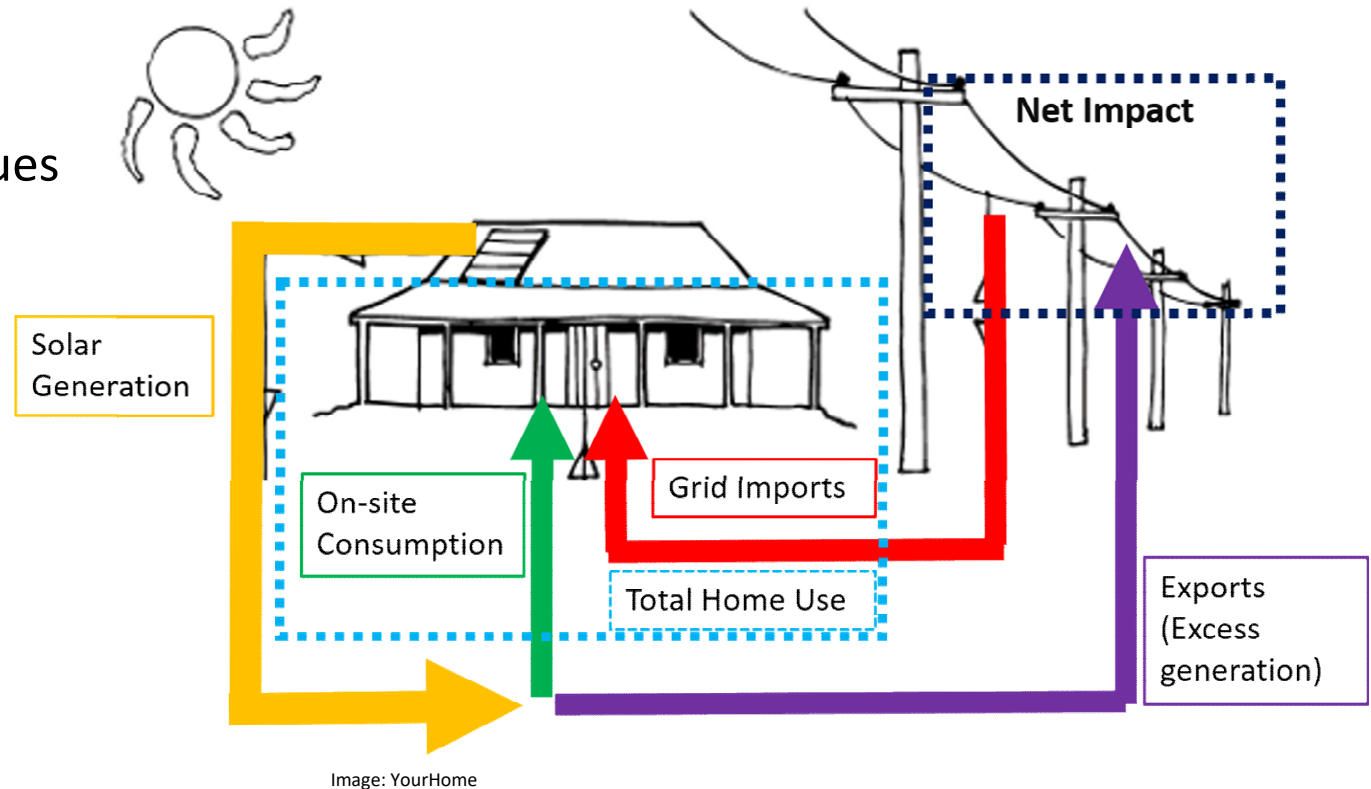 ues
Net Impact
Solar
Generation
On-site
Consumption
Grid Imports
Total Home Use
Exports
(Excess
generation)
Image: YourHome